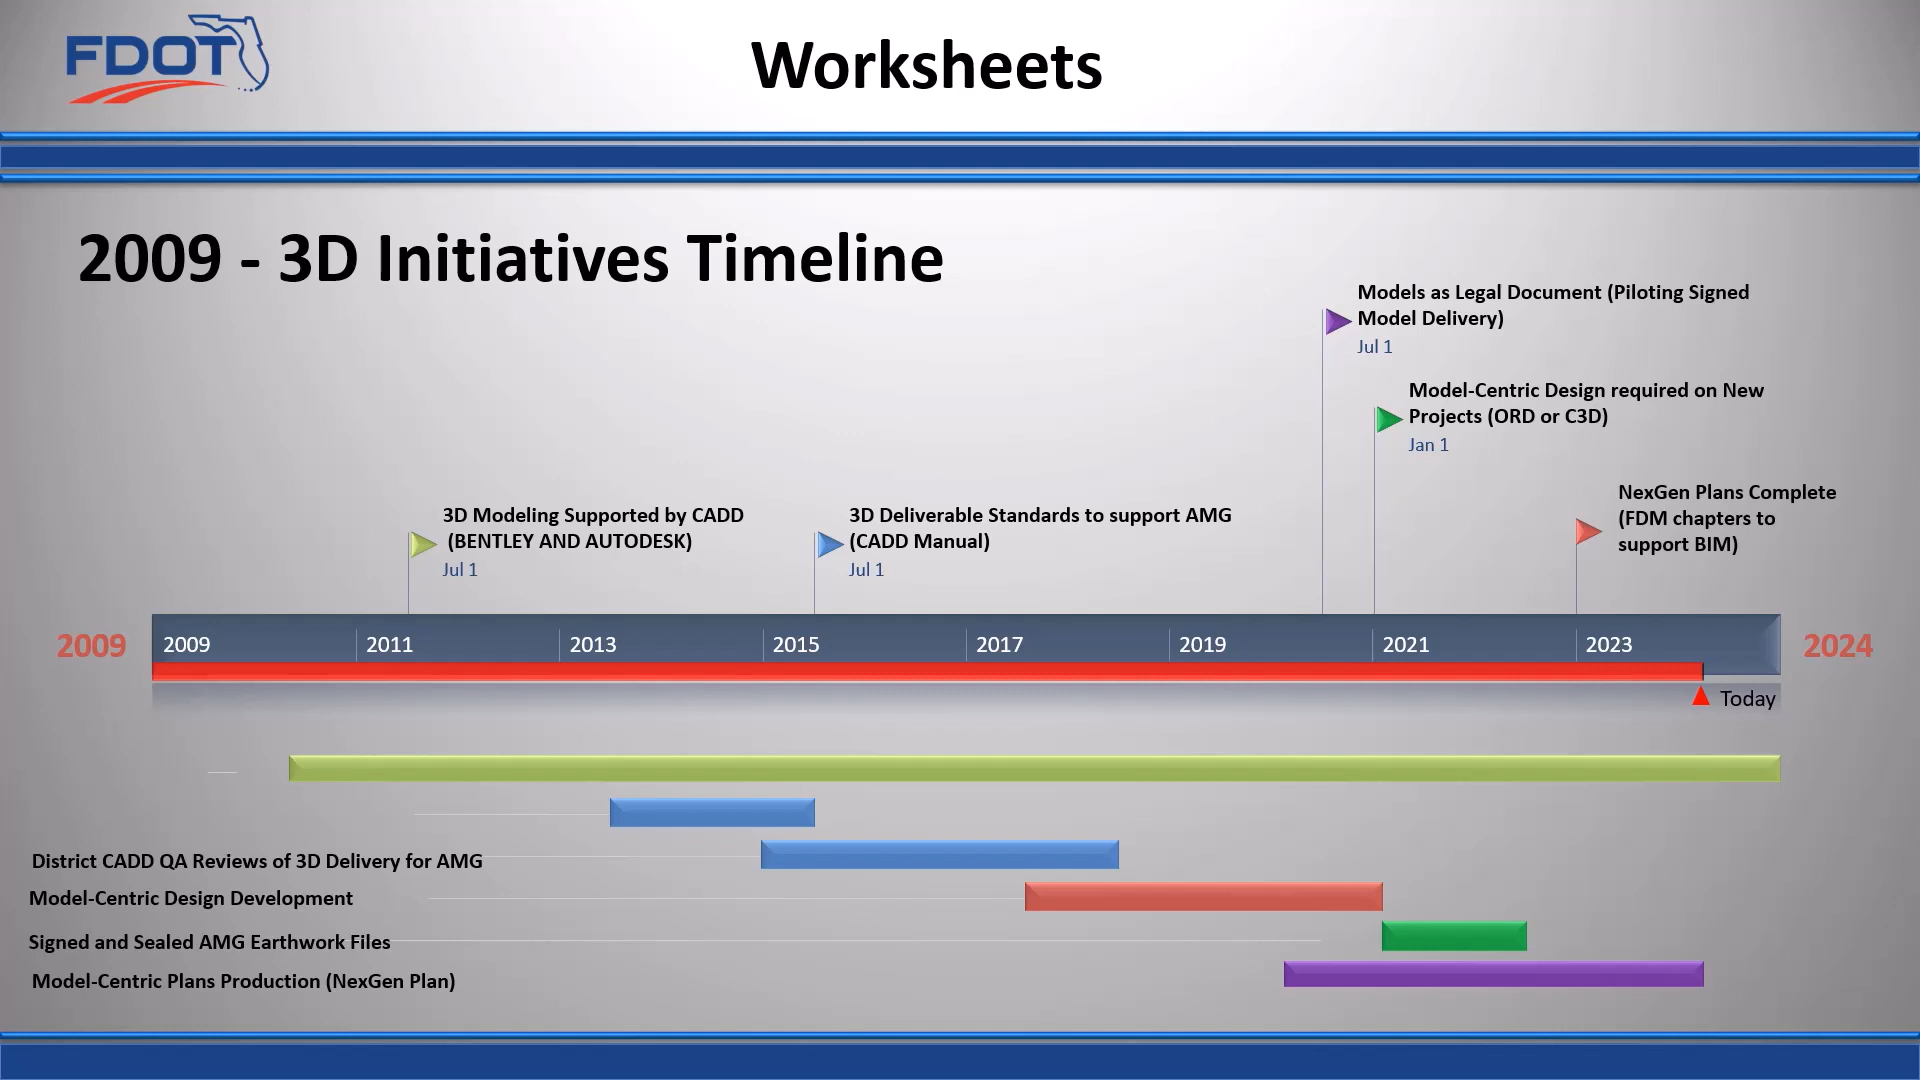 FDOT
Worksheets
2009 - 3D Initiatives Timeline
Models as Legal Document (Piloting Signed
Model Delivery)
Jul 1
Model-Centric Design required on New
Projects (ORD or C3D)
Jan 1
NexGen Plans Complete
(FDM chapters to
support BIM)
3D Modeling Supported by CADD
(BENTLEY AND AUTODESK)
Jul 1
3D Deliverable Standards to support AMG
(CADD Manual)
Jul 1
2009
2009 2011 2013 2015 2017 2019 2021 2023
2024
Today
District CADD QA Reviews of 3D Delivery for AMG
Model-Centric Design Development
Signed and Sealed AMG Earthwork Files
Model-Centric Plans Production (NexGen Plan)